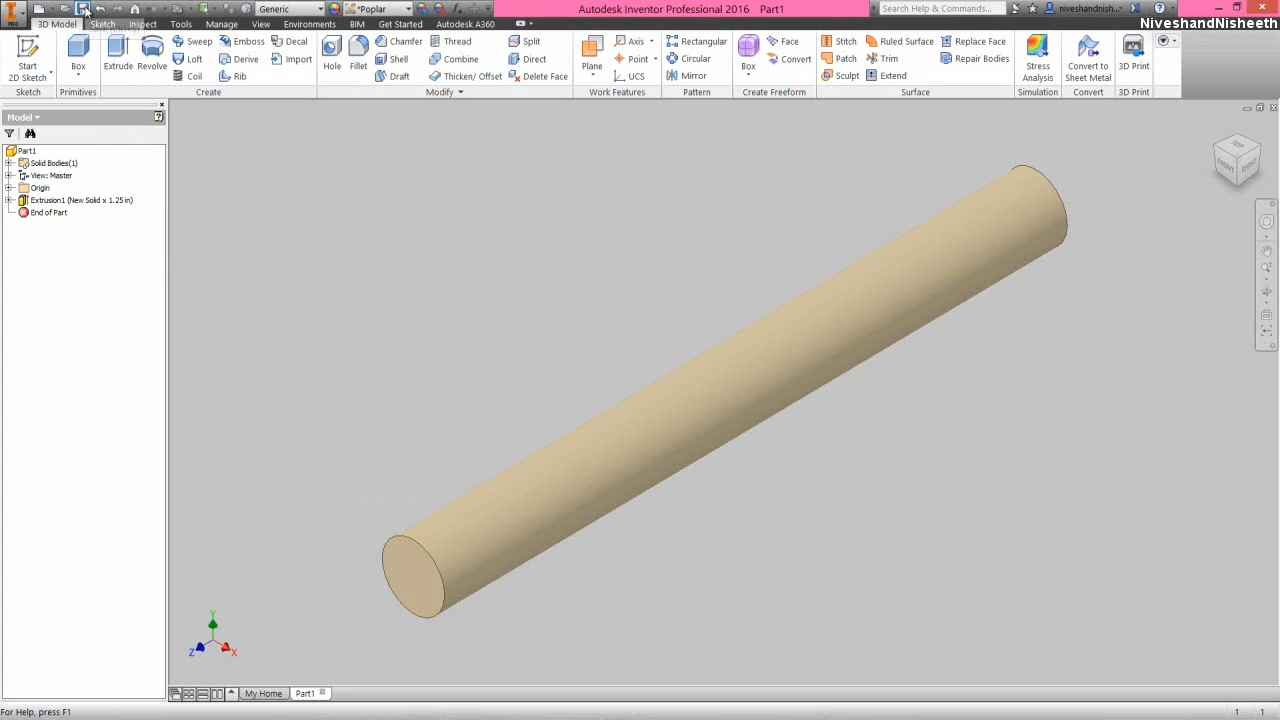 Generic
*Poplar
Autodesk Inventor Professional 2016 Part1
Search Help & Commands...
niveshandnish...
NiveshandNisheeth
PRO
3D Model
Sketch
Inspect
Tools
Manage
View
Environments
BIM
Get Started
Autodesk A360
Start
2D Sketch
Box
Extrude
Revolve
Sweep
Loft
Coil
Emboss
Derive
Rib
Decal
Import
Hole
Fillet
Chamfer
Shell
Draft
Thread
Combine
Thicken/ Offset
Split
Direct
Delete Face
Plane
Axis
Point
UCS
Rectangular
Circular
Mirror
Box
Face
Convert
Stitch
Patch
Sculpt
Ruled Surface
Trim
Extend
Replace Face
Repair Bodies
Stress
Analysis
Convert to
Sheet Metal
3D Print
Sketch
Primitives
Create
Modify
Work Features
Pattern
Create Freeform
Surface
Simulation
Convert
3D Print
Model
Part1
Solid Bodies(1)
View: Master
Origin
Extrusion1 (New Solid x 1.25 in)
End of Part
TOP
FRONT
RIGHT
Y
Z
X
My Home
Part1
For Help, press F1
1
1